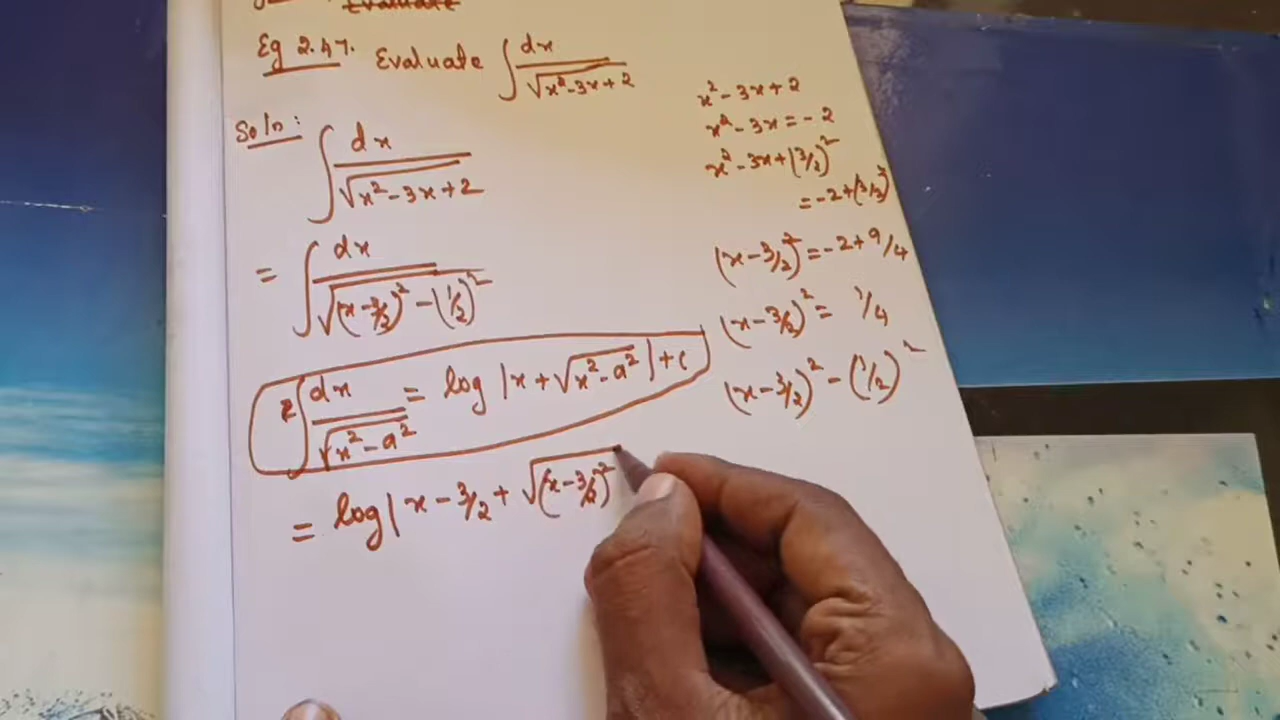 Evaluate
Eg 2.47. Evaluate ∫ dx / √x²-3x+2
Soln:
∫ dx / √x²-3x+2
= ∫ dx / √(x-3/2)² - (1/2)²
∫ dx / √x²-a² = log |x + √x²-a² | + c
= log | x - 3/2 + √(x-3/2)²
x² - 3x + 2
x² - 3x = - 2
x² - 3x + (3/2)²
= -2 + (3/2)²
(x - 3/2)² = -2 + 9/4
(x - 3/2)² = 1/4
(x - 3/2)² - (1/2)²